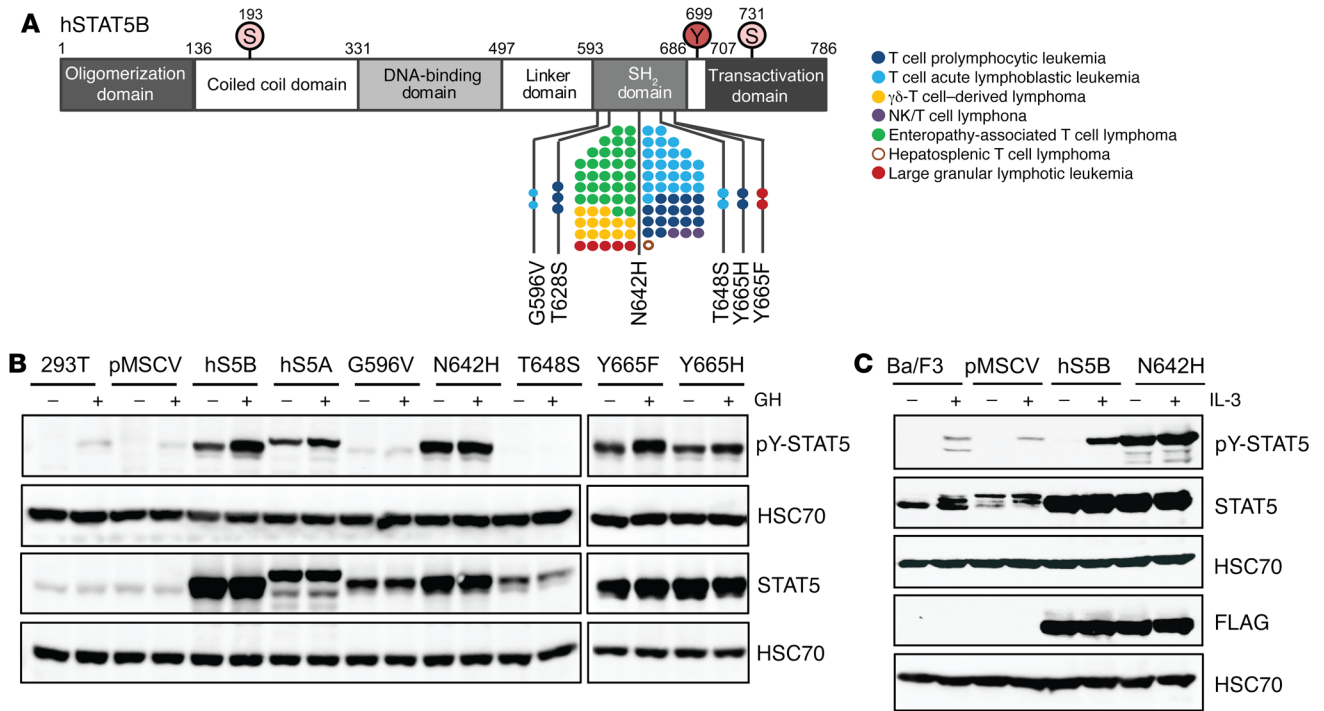 A
hSTAT5B
193
699
731
S
Y
S
1
136
331
497
593
686
707
786
Oligomerization
domain
Coiled coil domain
DNA-binding
domain
Linker
domain
SH2
domain
Transactivation
domain
T cell prolymphocytic leukemia
T cell acute lymphoblastic leukemia
γδ-T cell–derived lymphoma
NK/T cell lymphona
Enteropathy-associated T cell lymphoma
Hepatosplenic T cell lymphoma
Large granular lymphotic leukemia
G596V
T628S
N642H
T648S
Y665H
Y665F
B
293T pMSCV hS5B hS5A G596V N642H T648S Y665F Y665H
– + – + – + – + – + – + – + – + – + GH
pY-STAT5
HSC70
STAT5
HSC70
C
Ba/F3 pMSCV hS5B N642H
– + – + – + – + IL-3
pY-STAT5
STAT5
HSC70
FLAG
HSC70